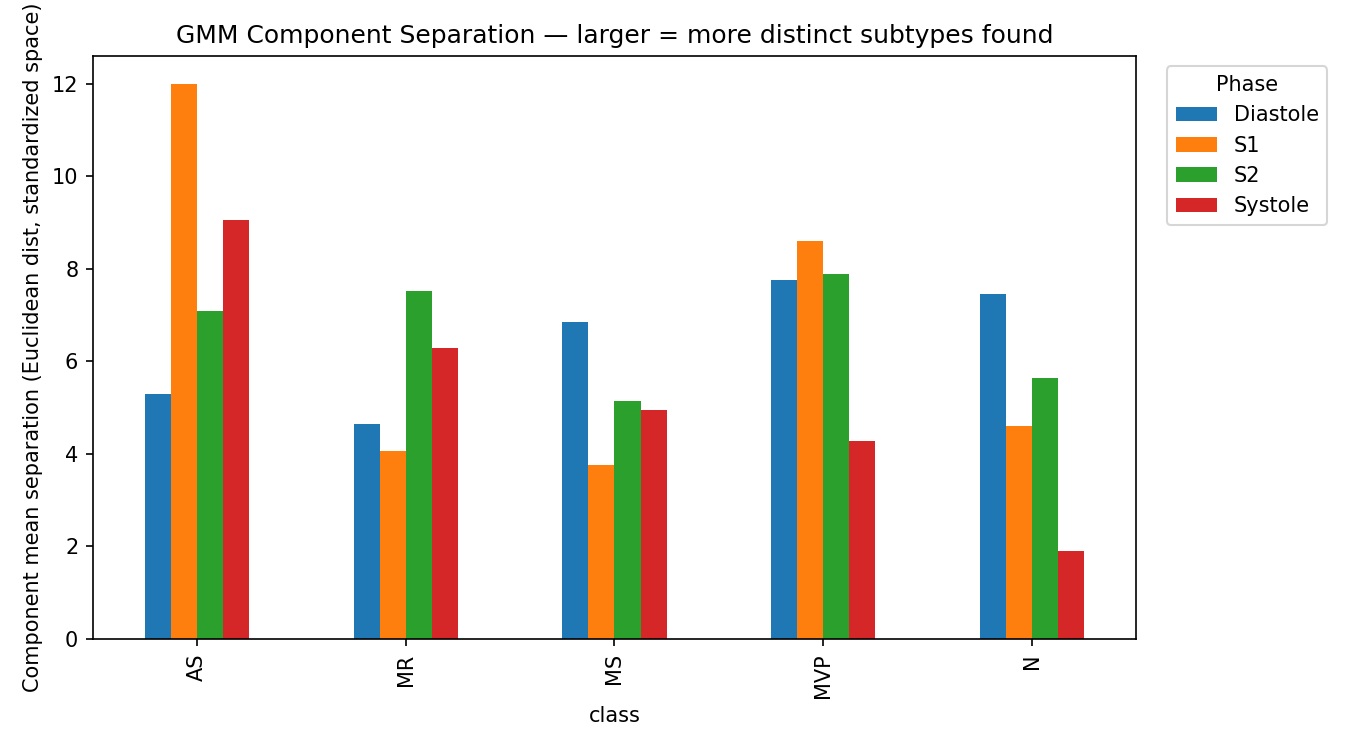 GMM Component Separation — larger = more distinct subtypes found
Component mean separation (Euclidean dist, standardized space)
12
10
8
6
4
2
0
AS
MR
MS
MVP
N
class
Phase
Diastole
S1
S2
Systole